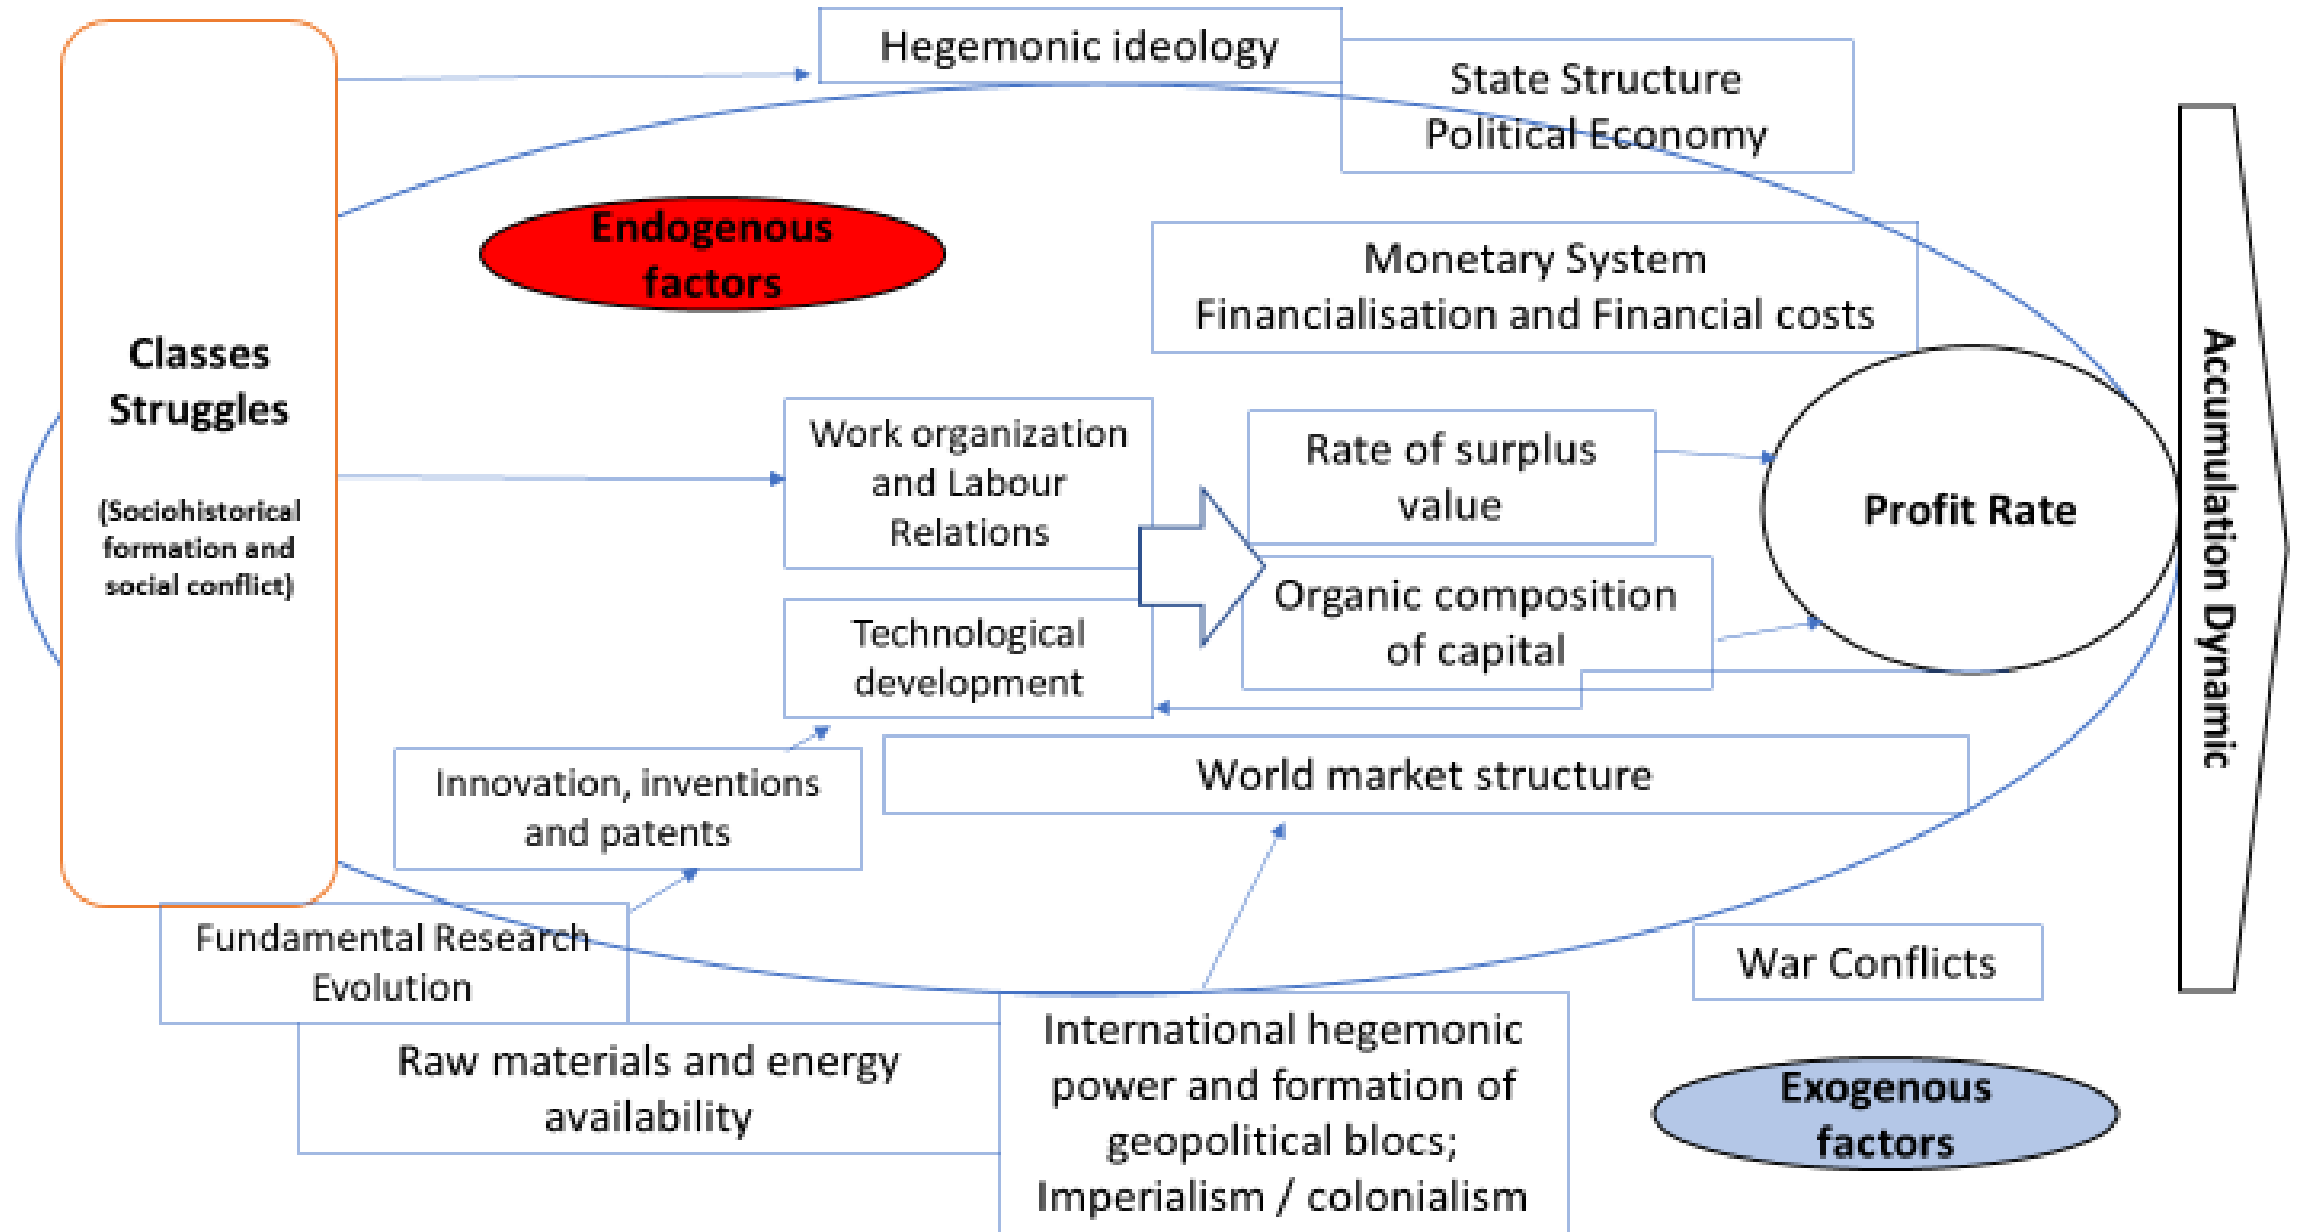 Hegemonic ideology
State Structure
Political Economy
Endogenous
factors
Monetary System
Financialisation and Financial costs
Classes
Struggles
(Sociohistorical
formation and
social conflict)
Work organization
and Labour
Relations
Rate of surplus
value
Profit Rate
Accumulation Dynamic
Organic composition
of capital
Technological
development
Innovation, inventions
and patents
World market structure
Fundamental Research
Evolution
War Conflicts
Raw materials and energy
availability
International hegemonic
power and formation of
geopolitical blocs;
Imperialism / colonialism
Exogenous
factors